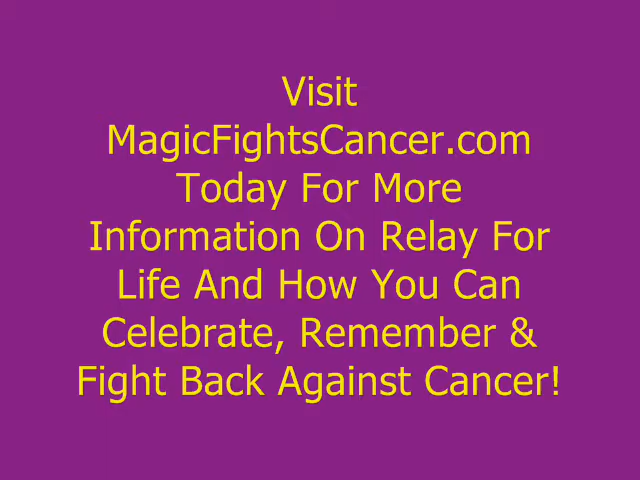 Visit
MagicFightsCancer.com
Today For More
Information On Relay For
Life And How You Can
Celebrate, Remember &
Fight Back Against Cancer!